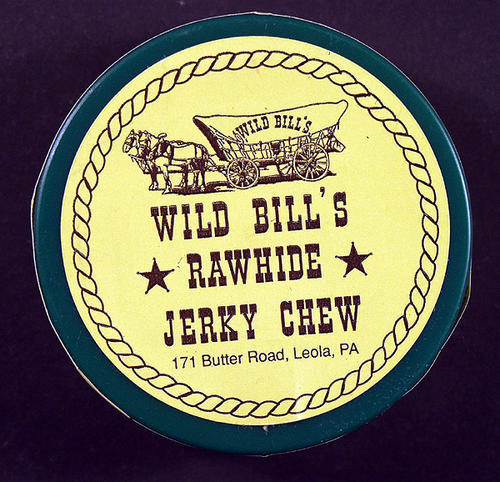 WILD BILL'S
WILD BILL'S
RAWHIDE
JERKY CHEW
171 Butter Road, Leola, PA